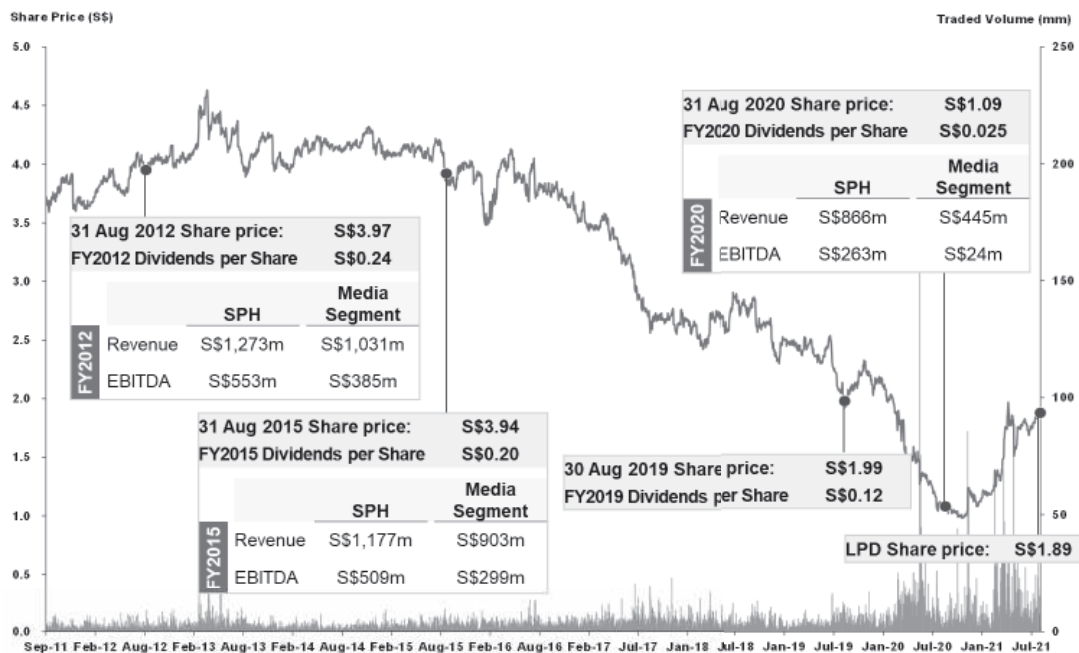 Share Price (S$)
Traded Volume (mm)
5.0
4.5
4.0
3.5
3.0
2.5
2.0
1.5
1.0
0.5
0.0
250
200
150
100
50
0
31 Aug 2012 Share price: S$3.97
FY2012 Dividends per Share S$0.24
FY2012
SPH Media Segment
Revenue S$1,273m S$1,031m
EBITDA S$553m S$385m
31 Aug 2015 Share price: S$3.94
FY2015 Dividends per Share S$0.20
FY2015
SPH Media Segment
Revenue S$1,177m S$903m
EBITDA S$509m S$299m
30 Aug 2019 Share price: S$1.99
FY2019 Dividends per Share S$0.12
31 Aug 2020 Share price: S$1.09
FY2020 Dividends per Share S$0.025
FY2020
SPH Media Segment
Revenue S$866m S$445m
EBITDA S$263m S$24m
LPD Share price: S$1.89
Sep-11 Feb-12 Aug-12 Feb-13 Aug-13 Jan-14 Jul-14 Jan-15 Aug-15 Feb-16 Aug-16 Feb-17 Jul-17 Jan-18 Jul-18 Jan-19 Jul-19 Jan-20 Jul-20 Jan-21 Jul-21